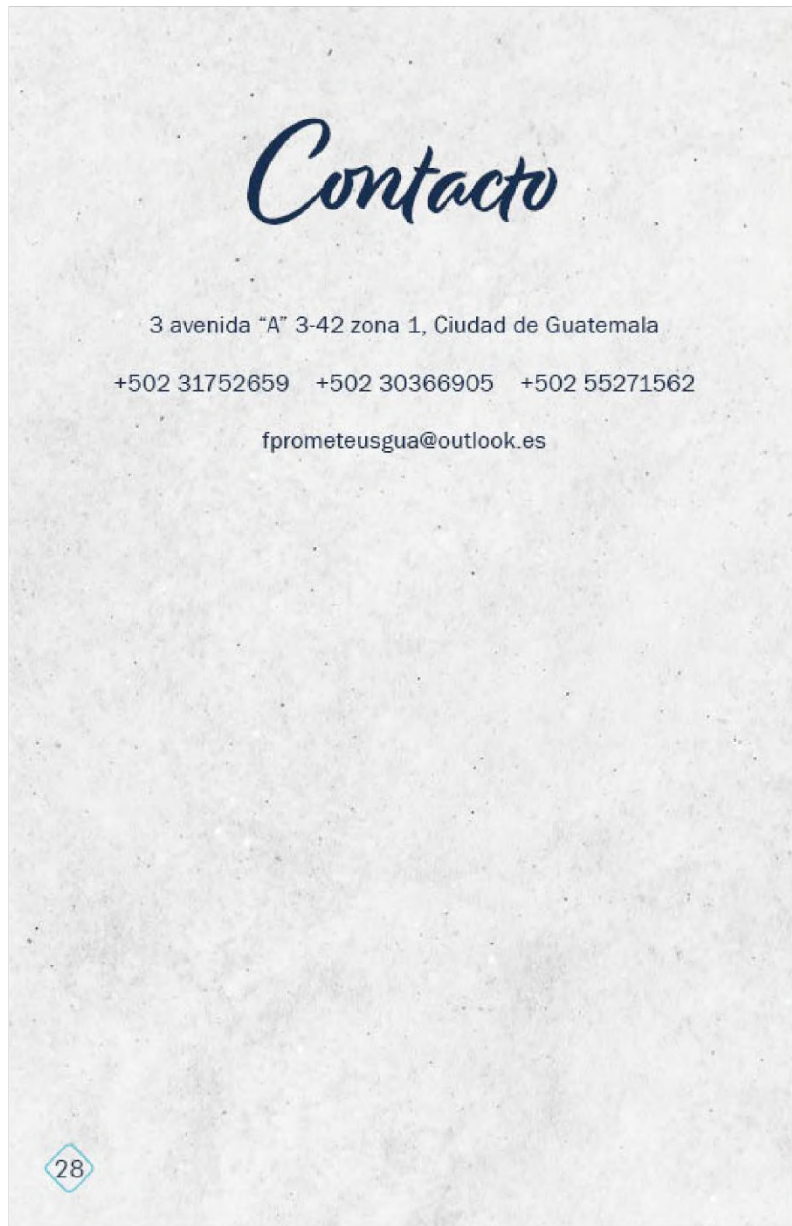 Contacto
3 avenida “A” 3-42 zona 1, Ciudad de Guatemala
+502 31752659 +502 30366905 +502 55271562
fprometeusgua@outlook.es
28